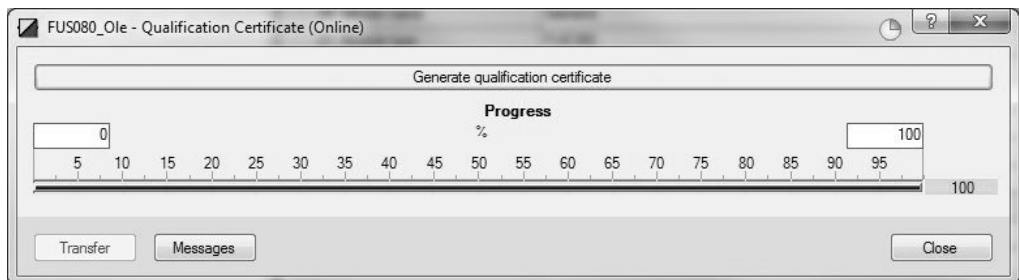 FUS080_Ole - Qualification Certificate (Online)
?
Generate qualification certificate
Progress
%
0
100
5 10 15 20 25 30 35 40 45 50 55 60 65 70 75 80 85 90 95
100
Transfer Messages Close